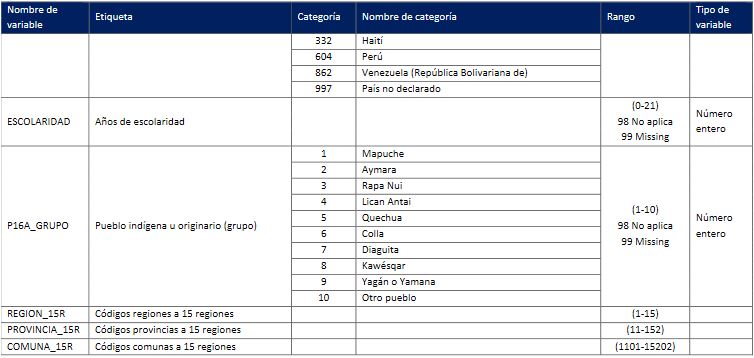 Nombre de variable Etiqueta Categoría Nombre de categoría Rango Tipo de variable
332 Haití
604 Perú
862 Venezuela (República Bolivariana de)
997 País no declarado
ESCOLARIDAD Años de escolaridad (0-21) 98 No aplica 99 Missing Número entero
P16A_GRUPO Pueblo indígena u originario (grupo) (1-10) 98 No aplica 99 Missing Número entero
1 Mapuche
2 Aymara
3 Rapa Nui
4 Lican Antai
5 Quechua
6 Colla
7 Diaguita
8 Kawésqar
9 Yagán o Yamana
10 Otro pueblo
REGION_15R Códigos regiones a 15 regiones (1-15)
PROVINCIA_15R Códigos provincias a 15 regiones (11-152)
COMUNA_15R Códigos comunas a 15 regiones (1101-15202)